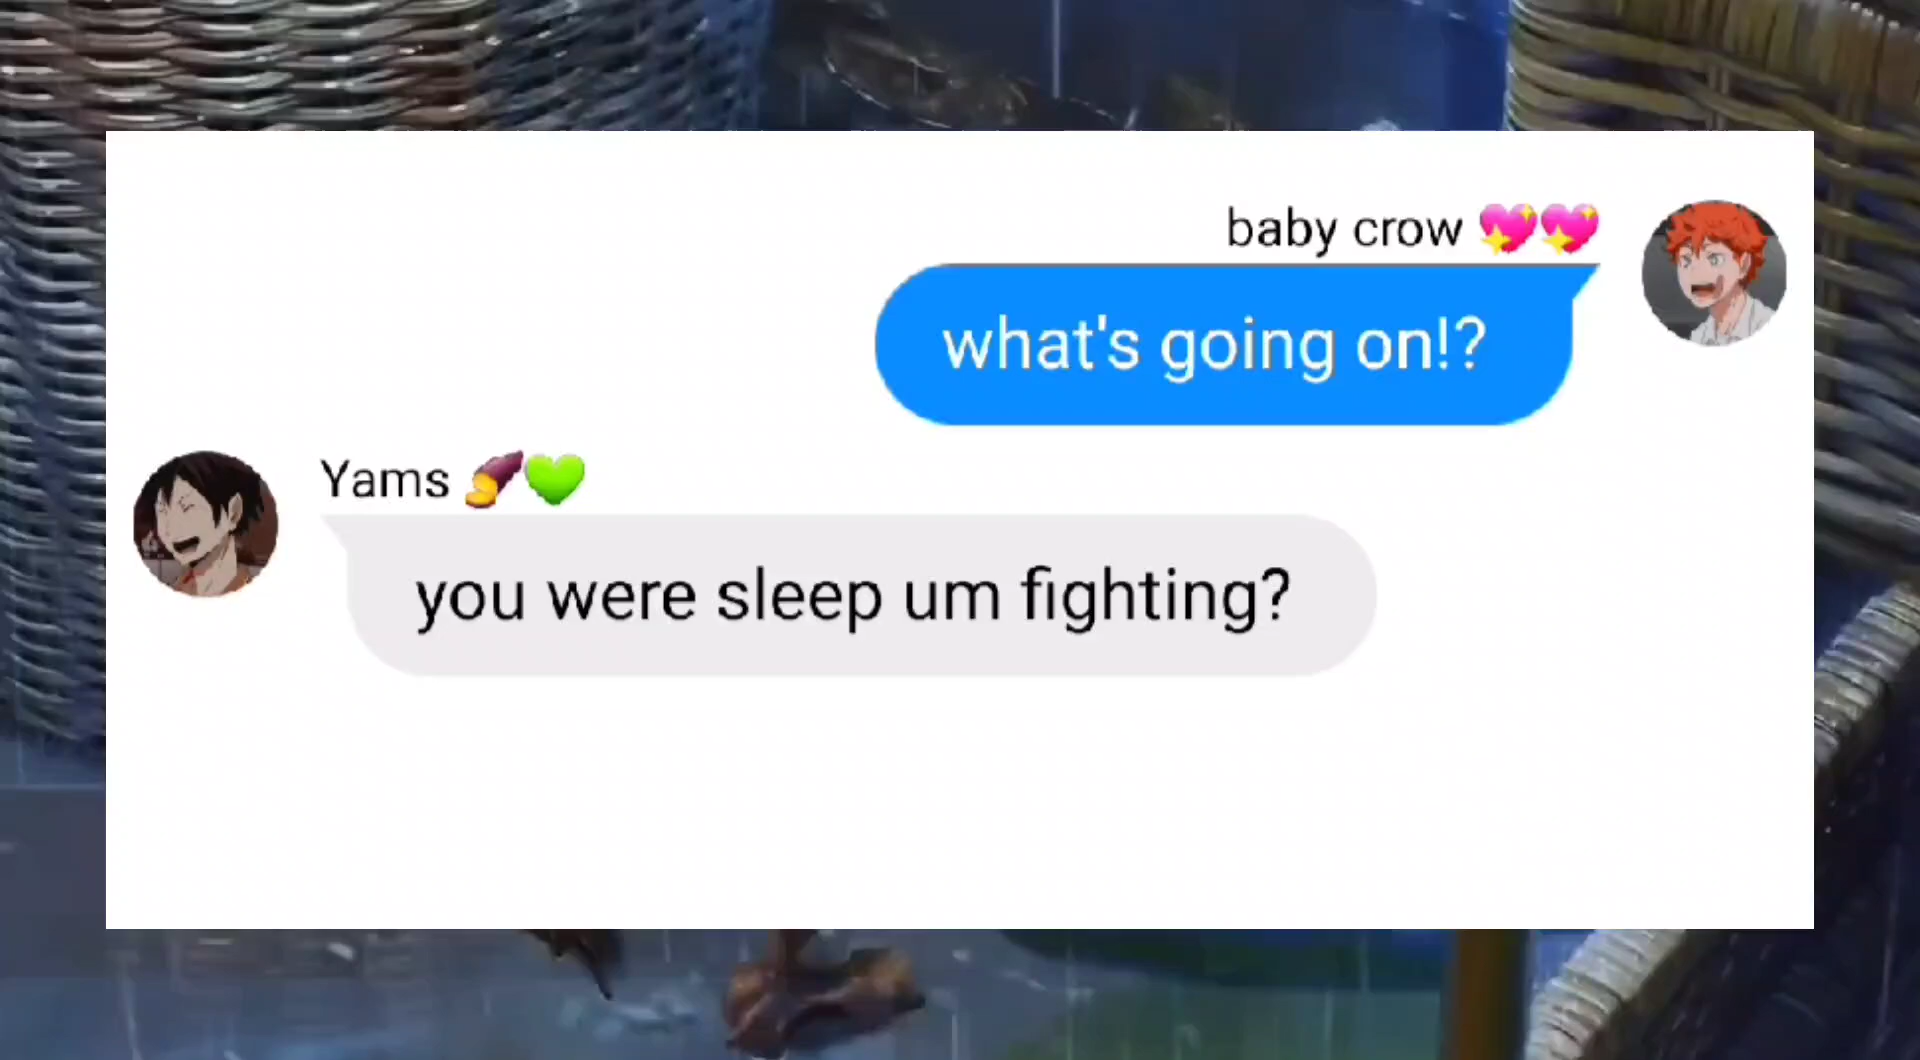 baby crow 💖💖
what's going on!?
Yams 🍠💚
you were sleep um fighting?